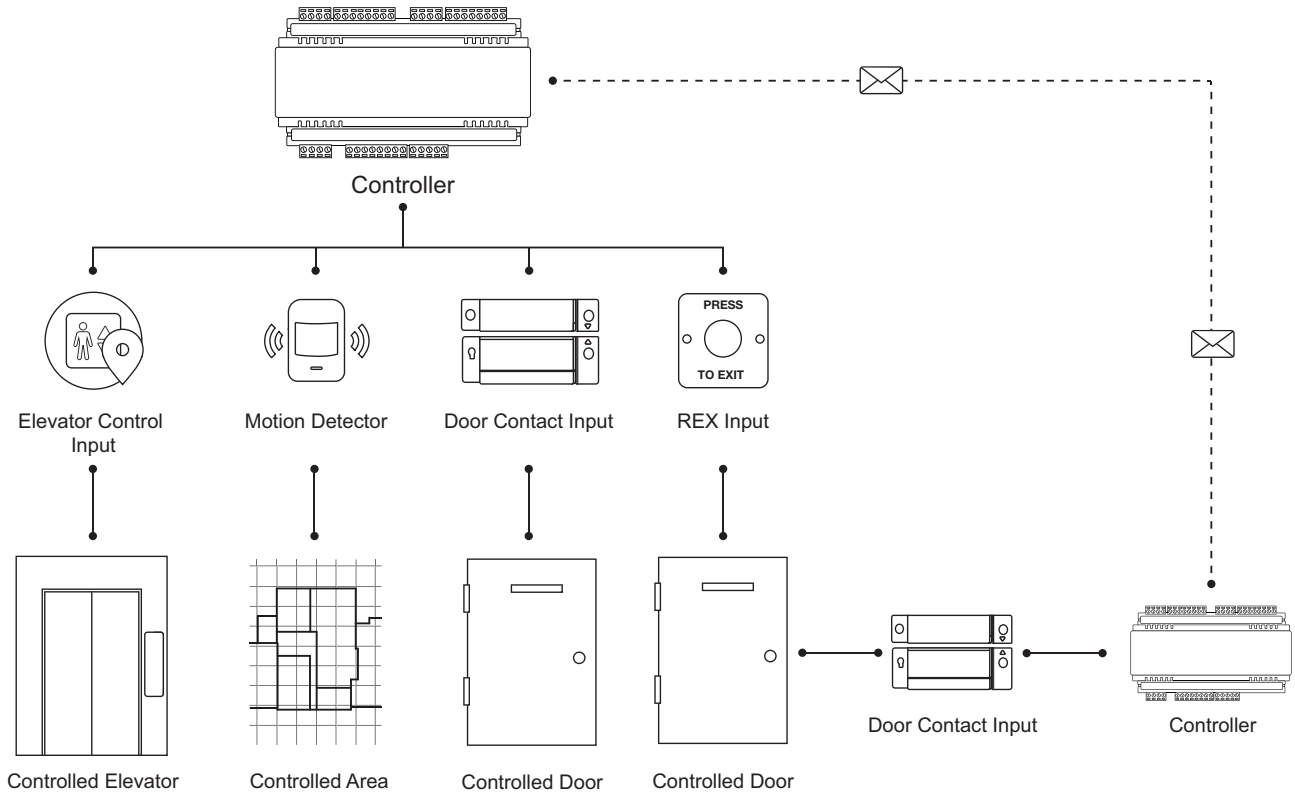 Controller
PRESS
TO EXIT
Elevator Control
Input
Motion Detector
Door Contact Input
REX Input
Door Contact Input
Controller
Controlled Elevator
Controlled Area
Controlled Door
Controlled Door